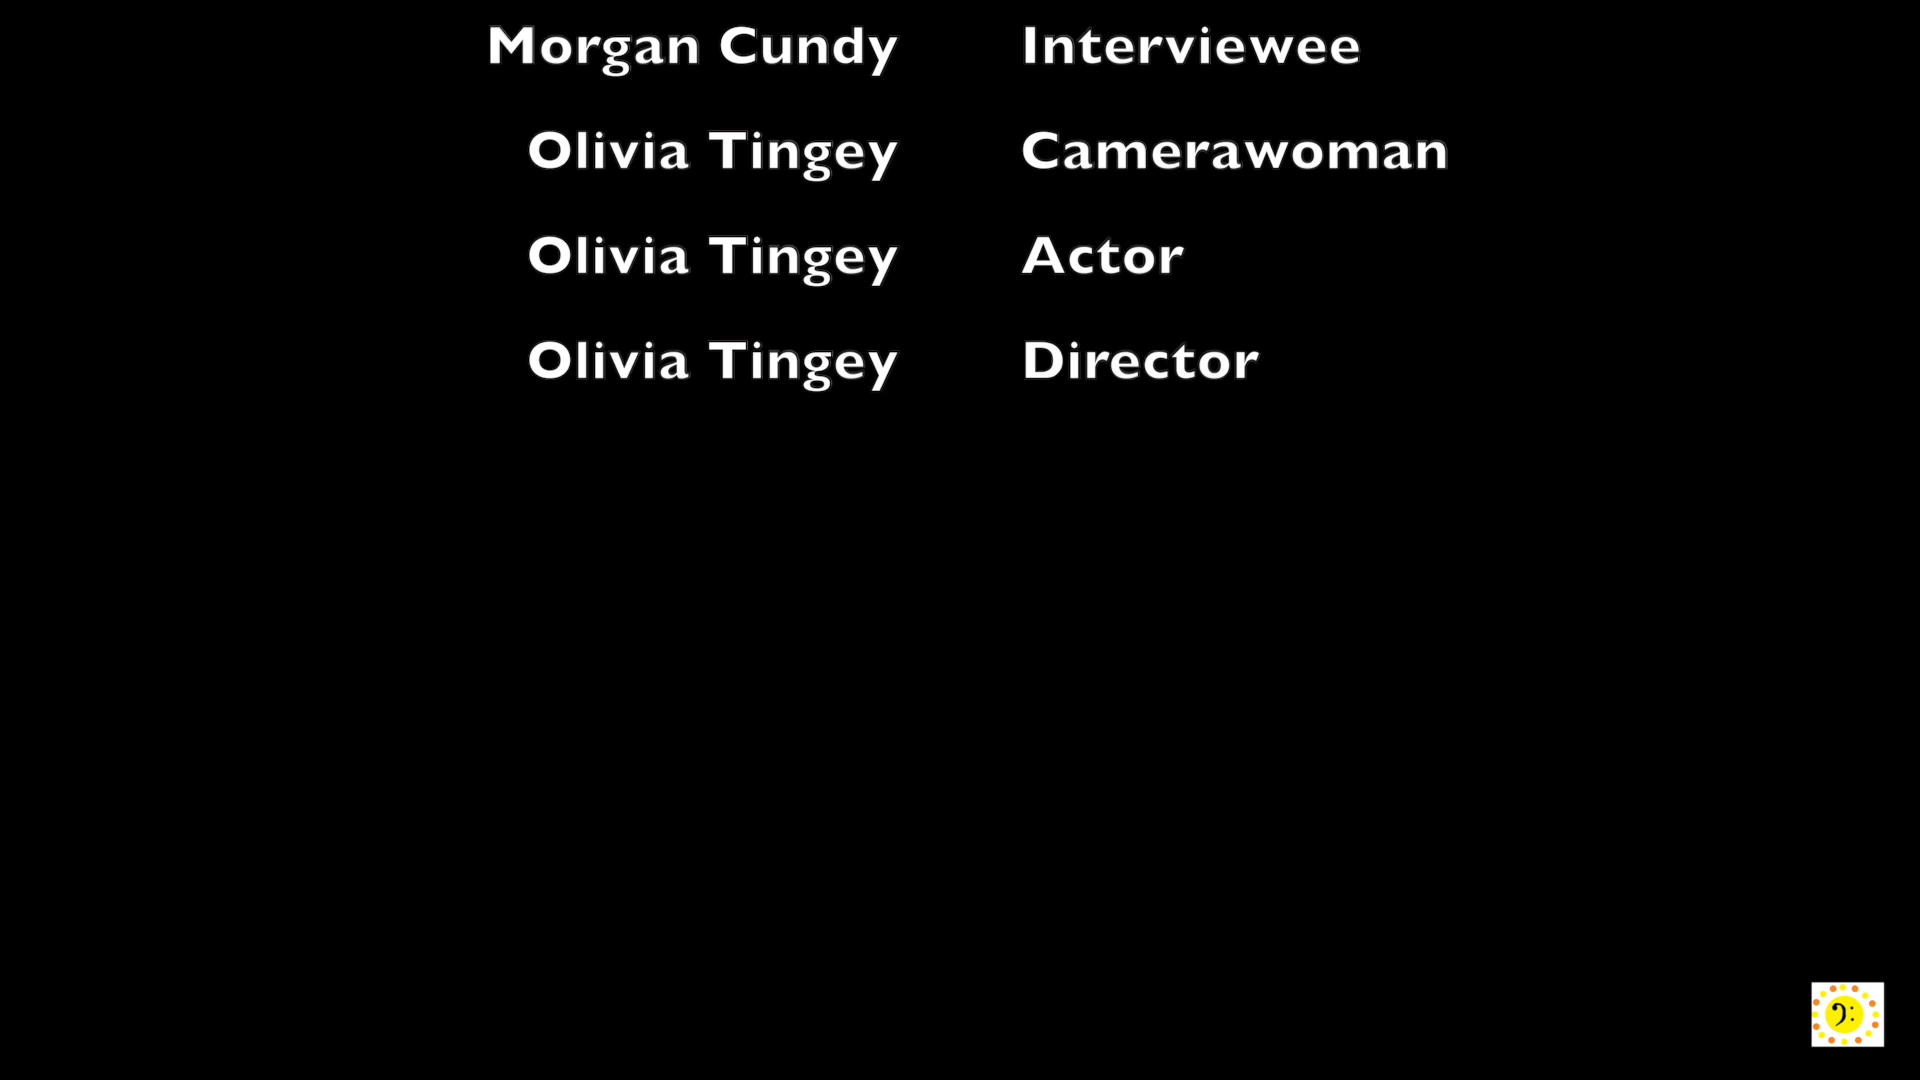 Morgan Cundy Interviewee
Olivia Tingey Camerawoman
Olivia Tingey Actor
Olivia Tingey Director